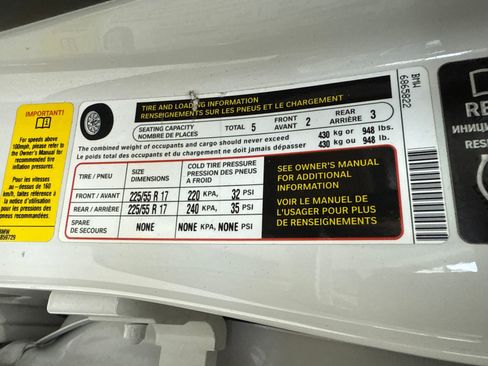 IMPORTANT!
For speeds above
100mph, please refer
to the Owner's Manual for
recommended tire
inflation pressures.
Pour les vitesses
au – dessus de 160
km/h, faites référence à
la notice d'utilisation
pour les pressions de
pneus recommandées.
BMW
TIRE AND LOADING INFORMATION
RENSEIGNEMENTS SUR LES PNEUS ET LE CHARGEMENT
SEATING CAPACITY
NOMBRE DE PLACES
TOTAL 5
FRONT
AVANT 2
REAR
ARRIÈRE 3
The combined weight of occupants and cargo should never exceed 430 kg or 948 lbs.
Le poids total des occupants et du chargement ne doit jamais dépasser 430 kg ou 948 lb.
TIRE / PNEU
SIZE
DIMENSIONS
COLD TIRE PRESSURE
PRESSION DES PNEUS
A FROID
FRONT / AVANT 225/55 R 17 220 KPA, 32 PSI
REAR / ARRIÈRE 225/55 R 17 240 KPA, 35 PSI
SPARE
DE SECOURS NONE NONE KPA, NONE PSI
SEE OWNER'S MANUAL
FOR ADDITIONAL
INFORMATION
VOIR LE MANUEL DE
L'USAGER POUR PLUS
DE RENSEIGNEMENTS
BMW
6865822
RE
ИНИЦИ
RES